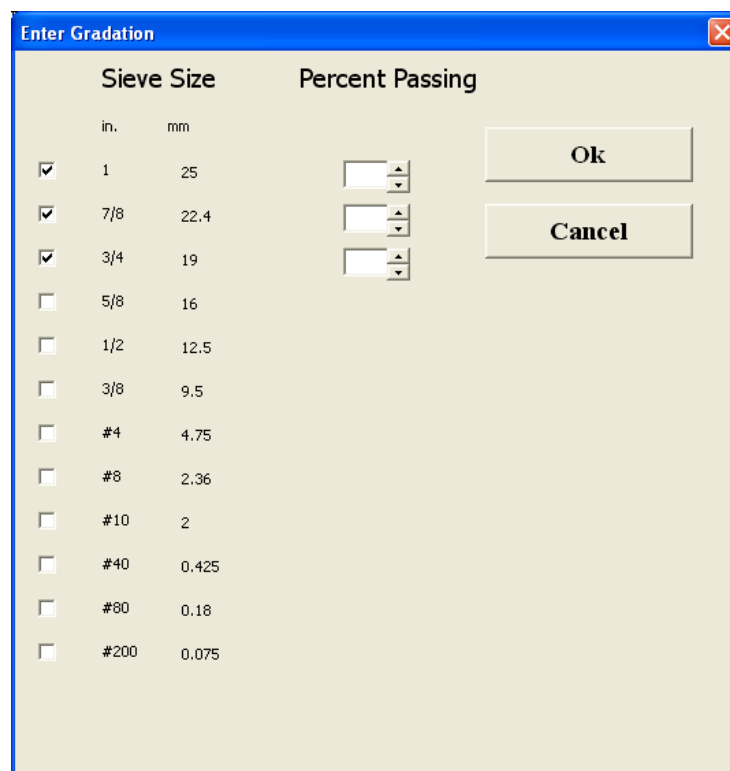 Enter Gradation
Sieve Size Percent Passing
in. mm
Ok
1 25
7/8 22.4
Cancel
3/4 19
5/8 16
1/2 12.5
3/8 9.5
#4 4.75
#8 2.36
#10 2
#40 0.425
#80 0.18
#200 0.075